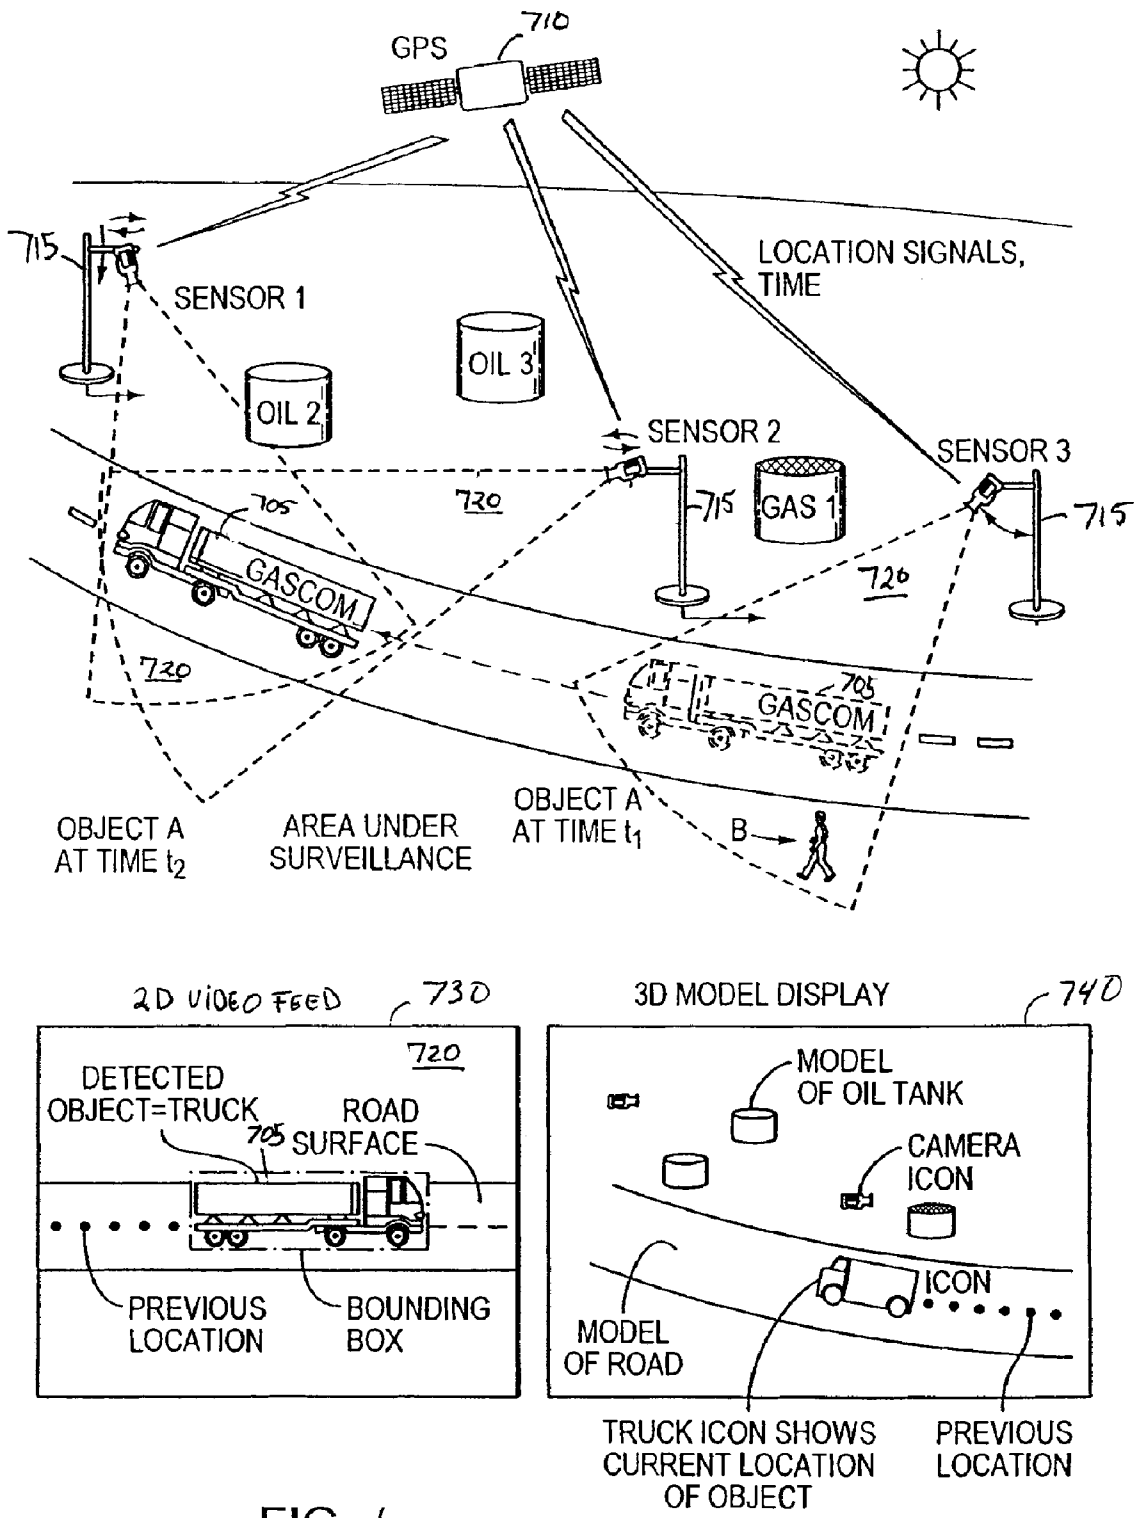 710
GPS
715
SENSOR 1
LOCATION SIGNALS,
TIME
OIL 3
OIL 2
SENSOR 2
SENSOR 3
720
715
GAS 1
715
705
GASCOM
720
720
705
GASCOM
OBJECT A
AT TIME t2
AREA UNDER
SURVEILLANCE
OBJECT A
AT TIME t1
B
2D VIDEO FEED
730
3D MODEL DISPLAY
740
720
DETECTED
OBJECT=TRUCK
705
ROAD
SURFACE
PREVIOUS
LOCATION
BOUNDING
BOX
MODEL
OF OIL TANK
CAMERA
ICON
ICON
MODEL
OF ROAD
TRUCK ICON SHOWS
CURRENT LOCATION
OF OBJECT
PREVIOUS
LOCATION
FIG.